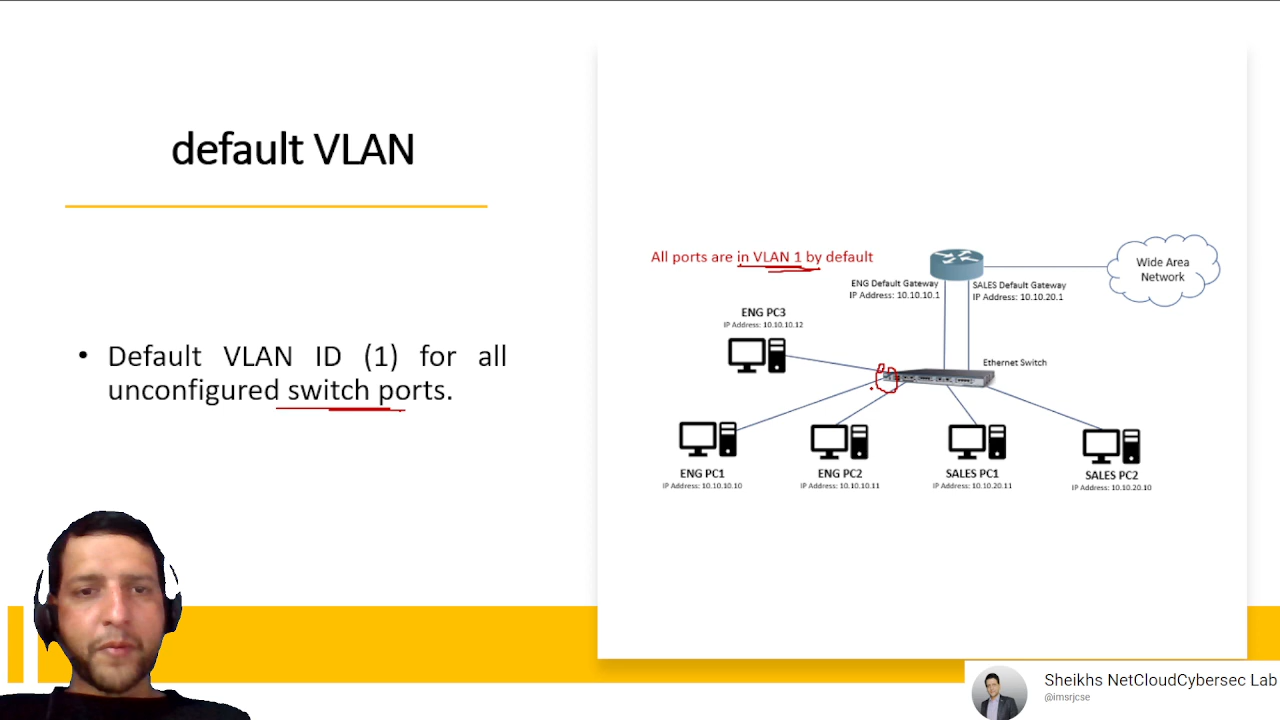 default VLAN
• Default VLAN ID (1) for all
unconfigured switch ports.
All ports are in VLAN 1 by default
ENG Default Gateway
IP Address: 10.10.10.1
SALES Default Gateway
IP Address: 10.10.20.1
Wide Area
Network
ENG PC3
IP Address: 10.10.10.12
Ethernet Switch
ENG PC1
IP Address: 10.10.10.10
ENG PC2
IP Address: 10.10.10.11
SALES PC1
IP Address: 10.10.20.11
SALES PC2
IP Address: 10.10.20.10
Sheikhs NetCloudCybersec Lab
@imsrjcse